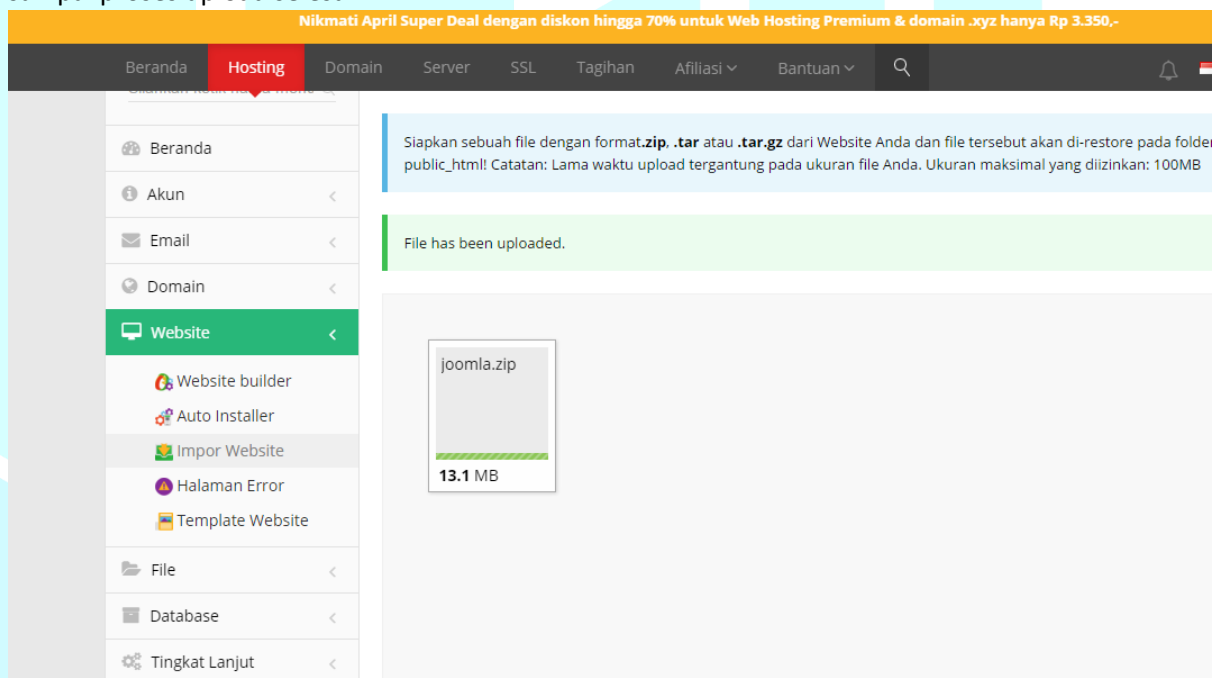 Nikmati April Super Deal dengan diskon hingga 70% untuk Web Hosting Premium & domain .xyz hanya Rp 3.350,-
Beranda Hosting Domain Server SSL Tagihan Afiliasi Bantuan
Beranda
Akun
Email
Domain
Website
Website builder
Auto Installer
Impor Website
Halaman Error
Template Website
File
Database
Tingkat Lanjut
Siapkan sebuah file dengan format.zip, .tar atau .tar.gz dari Website Anda dan file tersebut akan di-restore pada folder
public_html! Catatan: Lama waktu upload tergantung pada ukuran file Anda. Ukuran maksimal yang diizinkan: 100MB
File has been uploaded.
joomla.zip
13.1 MB